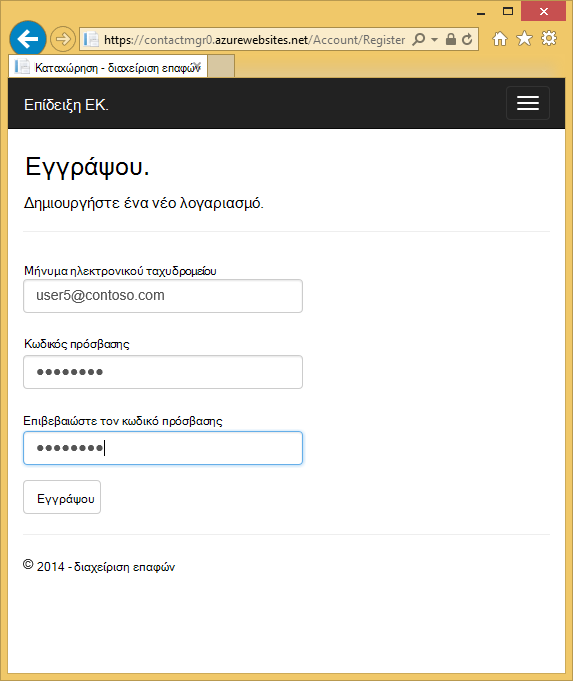 https://contactmgr0.azurewebsites.net/Account/Register
Καταχώρηση - διαχείριση επαφών
Επίδειξη ΕΚ.
Εγγράψου.
Δημιουργήστε ένα νέο λογαριασμό.
Μήνυμα ηλεκτρονικού ταχυδρομείου
user5@contoso.com
Κωδικός πρόσβασης
●●●●●●●●
Επιβεβαιώστε τον κωδικό πρόσβασης
●●●●●●●●
Εγγράψου
© 2014 - διαχείριση επαφών